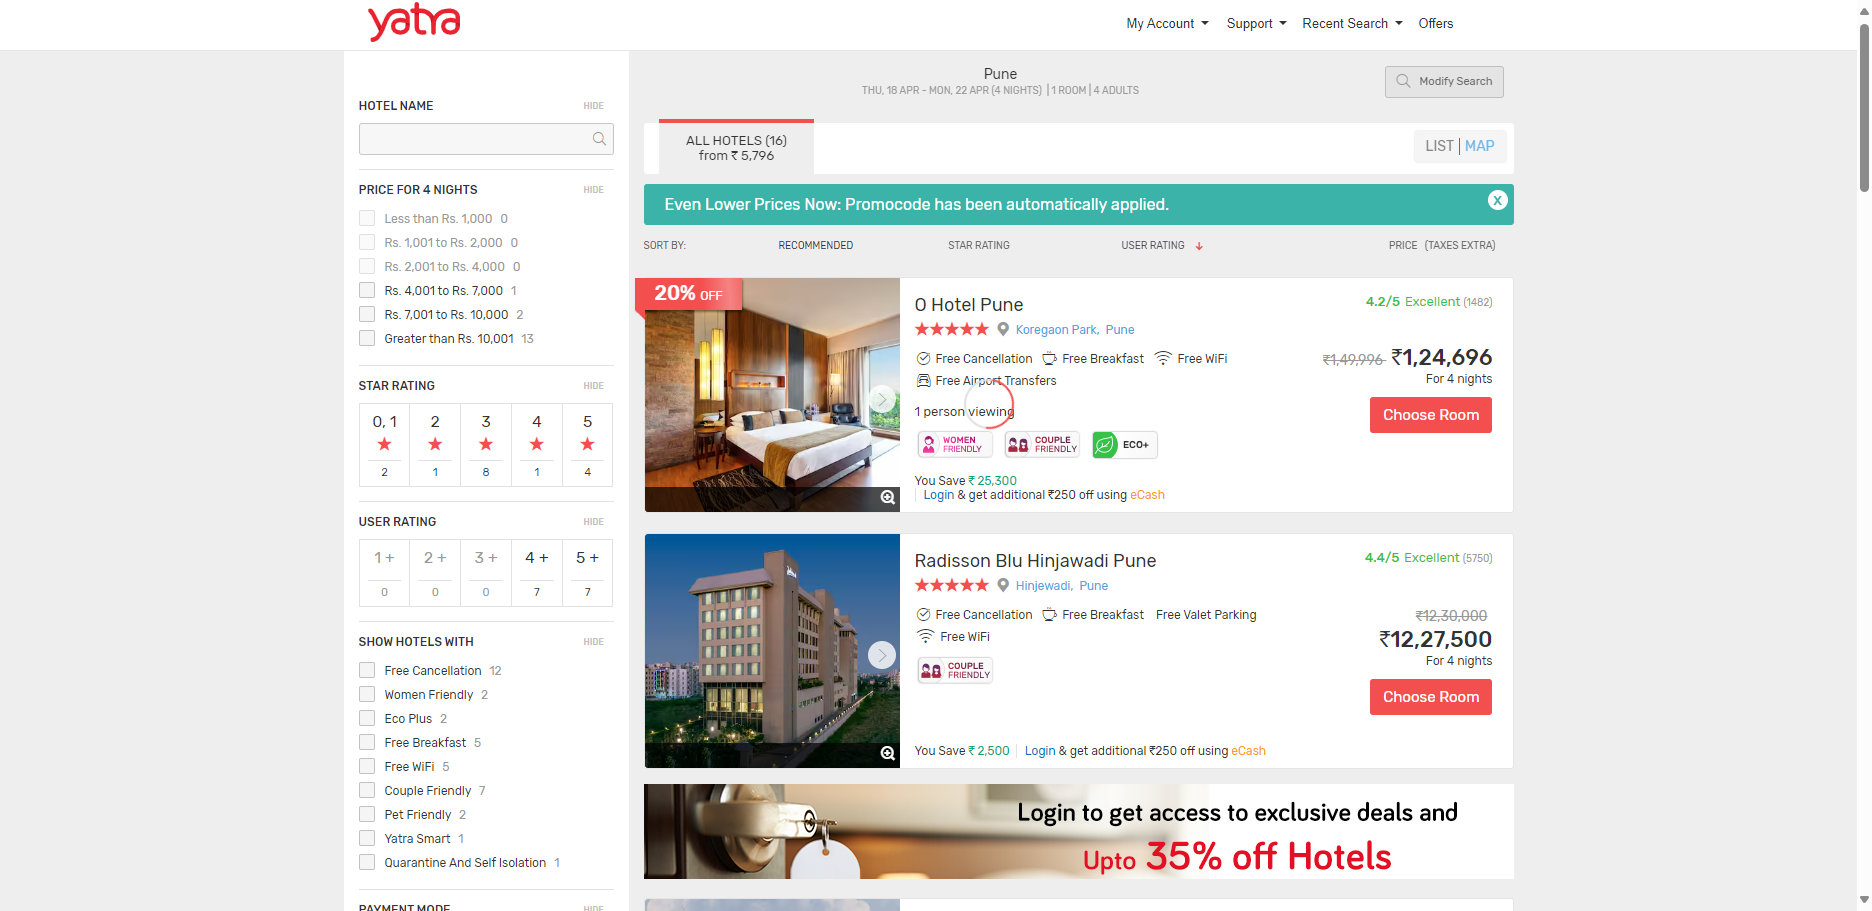 yatra
My Account
Support
Recent Search
Offers
HOTEL NAME
HIDE
PRICE FOR 4 NIGHTS
HIDE
Less than Rs. 1,000 0
Rs. 1,001 to Rs. 2,000 0
Rs. 2,001 to Rs. 4,000 0
Rs. 4,001 to Rs. 7,000 1
Rs. 7,001 to Rs. 10,000 2
Greater than Rs. 10,001 13
STAR RATING
HIDE
0, 1 2 3 4 5
2 1 8 1 4
USER RATING
HIDE
1 + 2 + 3 + 4 + 5 +
0 0 0 7 7
SHOW HOTELS WITH
HIDE
Free Cancellation 12
Women Friendly 2
Eco Plus 2
Free Breakfast 5
Free WiFi 5
Couple Friendly 7
Pet Friendly 2
Yatra Smart 1
Quarantine And Self Isolation 1
PAYMENT MODE
HIDE
Pune
THU, 18 APR - MON, 22 APR (4 NIGHTS) | 1 ROOM | 4 ADULTS
Modify Search
ALL HOTELS (16)
from ₹ 5,796
LIST | MAP
Even Lower Prices Now: Promocode has been automatically applied.
X
SORT BY:
RECOMMENDED
STAR RATING
USER RATING
PRICE (TAXES EXTRA)
20% OFF
O Hotel Pune
4.2/5 Excellent (1482)
Koregaon Park, Pune
Free Cancellation Free Breakfast Free WiFi
Free Airport Transfers
₹1,49,996 ₹1,24,696
For 4 nights
Choose Room
1 person viewing
WOMEN
FRIENDLY
COUPLE
FRIENDLY
ECO+
You Save ₹ 25,300
Login & get additional ₹250 off using eCash
Radisson Blu Hinjawadi Pune
4.4/5 Excellent (5750)
Hinjewadi, Pune
Free Cancellation Free Breakfast Free Valet Parking
Free WiFi
₹12,30,000
₹12,27,500
For 4 nights
Choose Room
COUPLE
FRIENDLY
You Save ₹ 2,500 Login & get additional ₹250 off using eCash
Login to get access to exclusive deals and
Upto 35% off Hotels